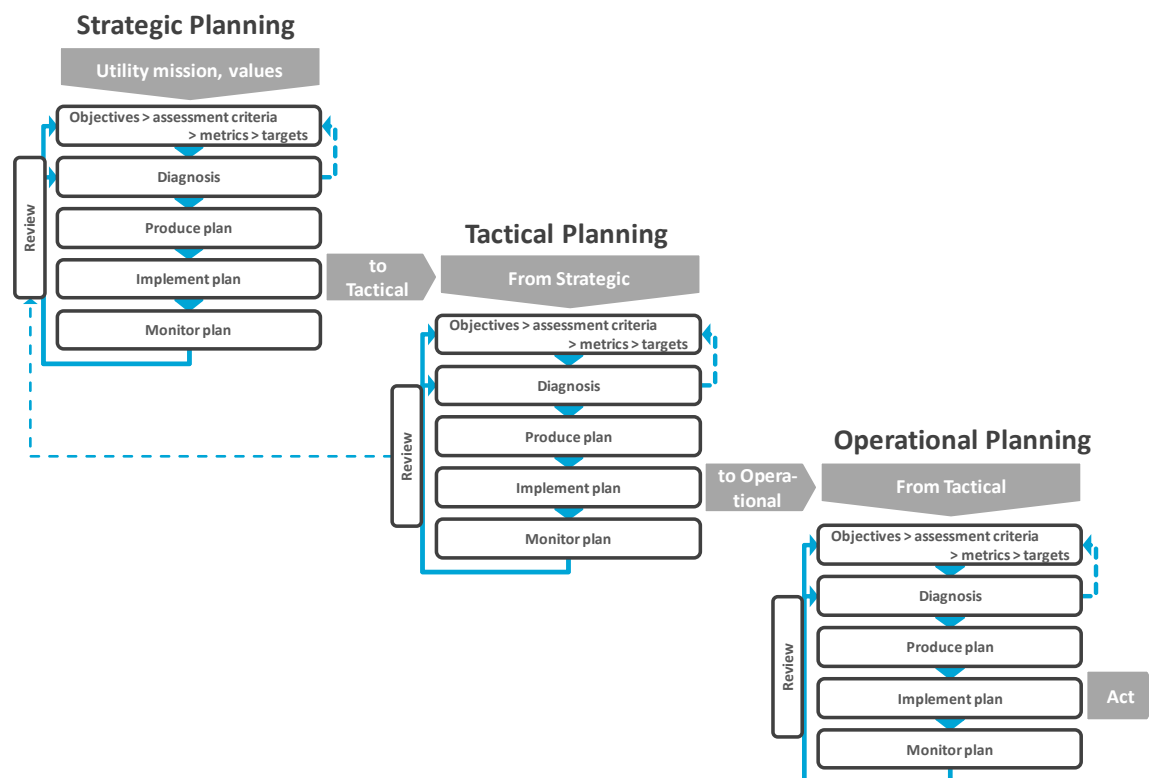 Strategic Planning
Utility mission, values
Objectives > assessment criteria
> metrics > targets
Diagnosis
Produce plan
Implement plan
Monitor plan
Review
to
Tactical
Tactical Planning
From Strategic
Objectives > assessment criteria
> metrics > targets
Diagnosis
Produce plan
Implement plan
Monitor plan
Review
to Opera-
tional
Operational Planning
From Tactical
Objectives > assessment criteria
> metrics > targets
Diagnosis
Produce plan
Implement plan
Monitor plan
Review
Act